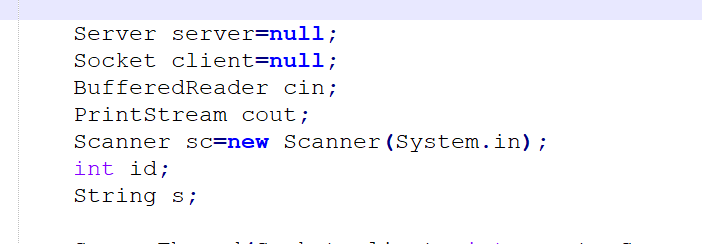 Server server=null;
Socket client=null;
BufferedReader cin;
PrintStream cout;
Scanner sc=new Scanner(System.in);
int id;
String s;